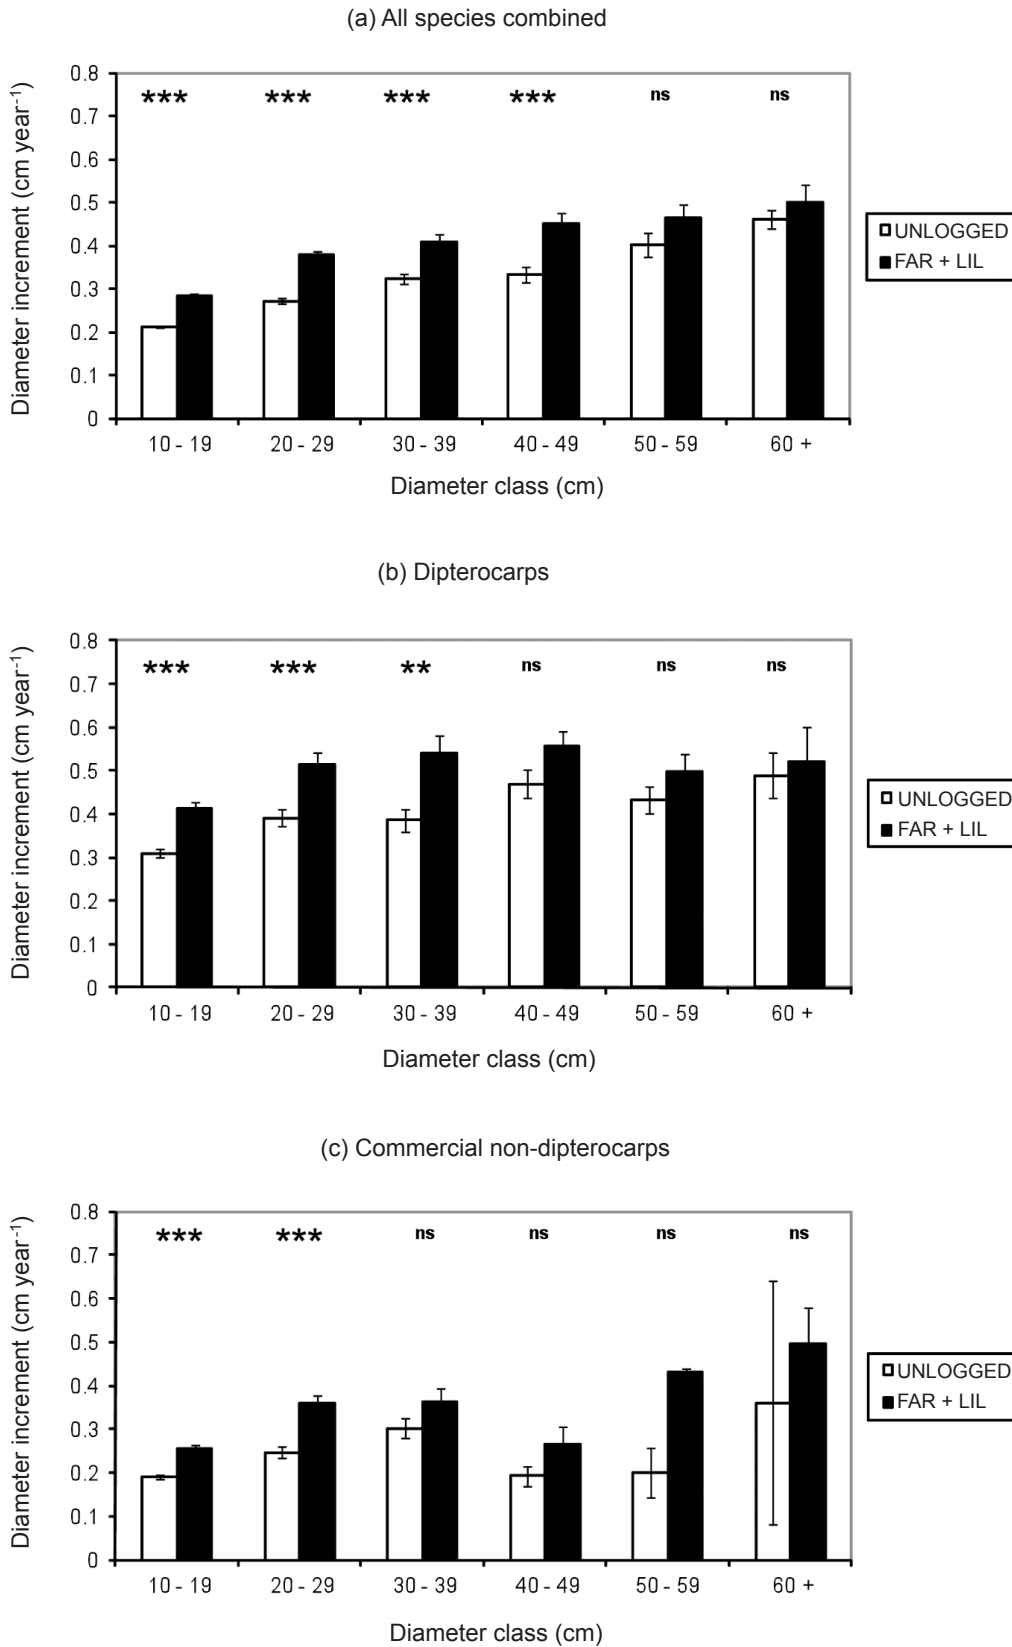 (a) All species combined
Diameter increment (cm year-1)
0.8
0.7
0.6
0.5
0.4
0.3
0.2
0.1
0
*** *** *** *** ns ns
10 - 19 20 - 29 30 - 39 40 - 49 50 - 59 60 +
Diameter class (cm)
UNLOGGED
FAR + LIL
(b) Dipterocarps
Diameter increment (cm year-1)
0.8
0.7
0.6
0.5
0.4
0.3
0.2
0.1
0
*** *** ** ns ns ns
10 - 19 20 - 29 30 - 39 40 - 49 50 - 59 60 +
Diameter class (cm)
UNLOGGED
FAR + LIL
(c) Commercial non-dipterocarps
Diameter increment (cm year-1)
0.8
0.7
0.6
0.5
0.4
0.3
0.2
0.1
0
*** *** ns ns ns ns
10 - 19 20 - 29 30 - 39 40 - 49 50 - 59 60 +
Diameter class (cm)
UNLOGGED
FAR + LIL